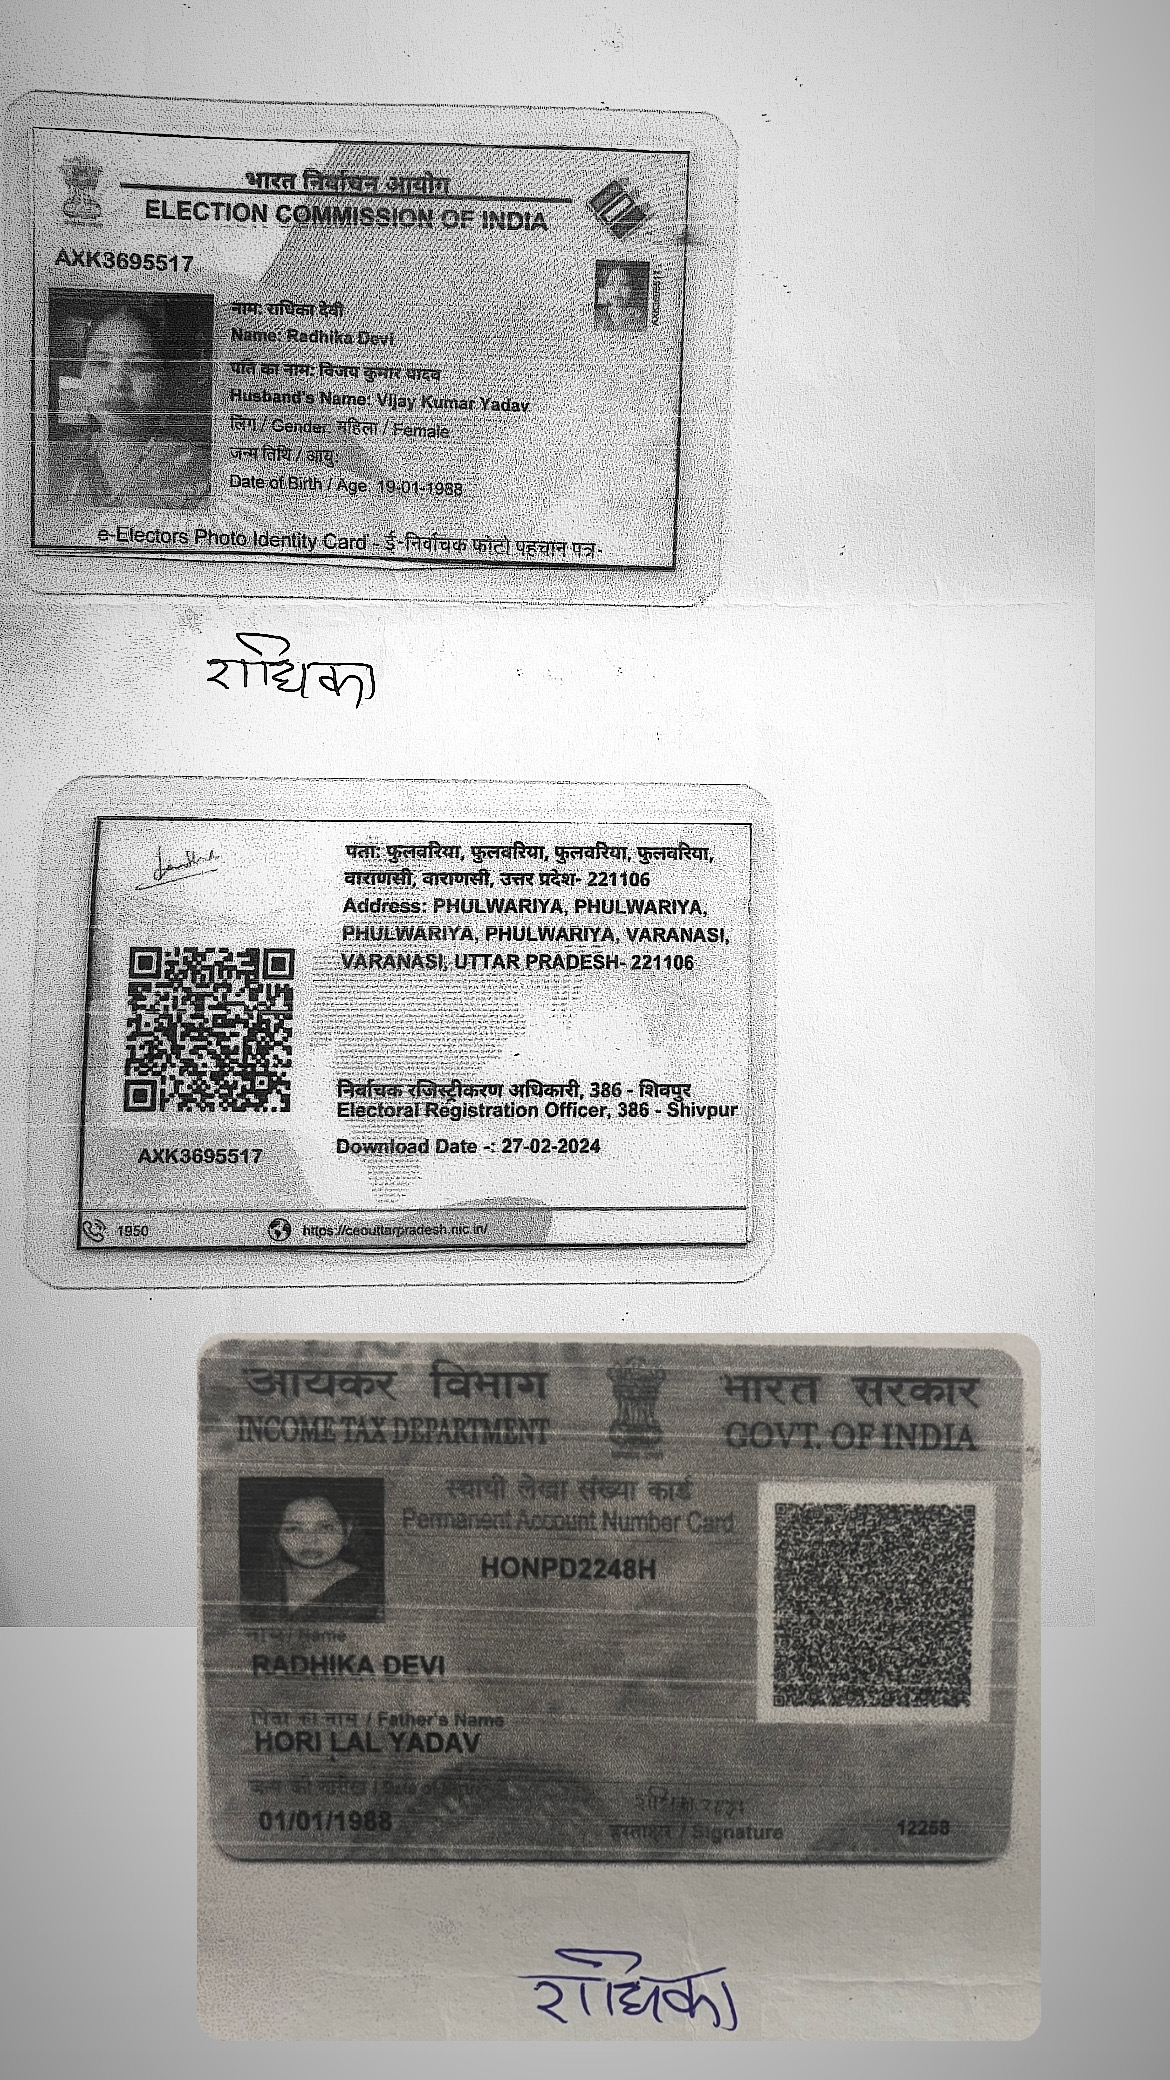 भारत निर्वाचन आयोग
ELECTION COMMISSION OF INDIA
AXK3695517
नाम: राधिका देवी
Name: Radhika Devi
पति का नाम: विजय कुमार यादव
Husband's Name: Vijay Kumar Yadav
लिंग / Gender: महिला / Female
जन्म तिथि / आयु:
Date of Birth / Age: 19-01-1988
e-Electors Photo Identity Card - ई-निर्वाचक फोटो पहचान पत्र-
राधिका
पता: फुलवरिया, फुलवरिया, फुलवरिया, फुलवरिया,
वाराणसी, वाराणसी, उत्तर प्रदेश- 221106
Address: PHULWARIYA, PHULWARIYA,
PHULWARIYA, PHULWARIYA, VARANASI,
VARANASI, UTTAR PRADESH- 221106
निर्वाचक रजिस्ट्रीकरण अधिकारी, 386 - शिवपुर
Electoral Registration Officer, 386 - Shivpur
Download Date -: 27-02-2024
AXK3695517
1950 https://ceouttarpradesh.nic.in/
आयकर विभाग भारत सरकार
INCOME TAX DEPARTMENT GOVT. OF INDIA
स्थायी लेखा संख्या कार्ड
Permanent Account Number Card
HONPD2248H
नाम / Name
RADHIKA DEVI
पिता का नाम / Father's Name
HORI LAL YADAV
01/01/1988
हस्ताक्षर / Signature
12258
राधिका